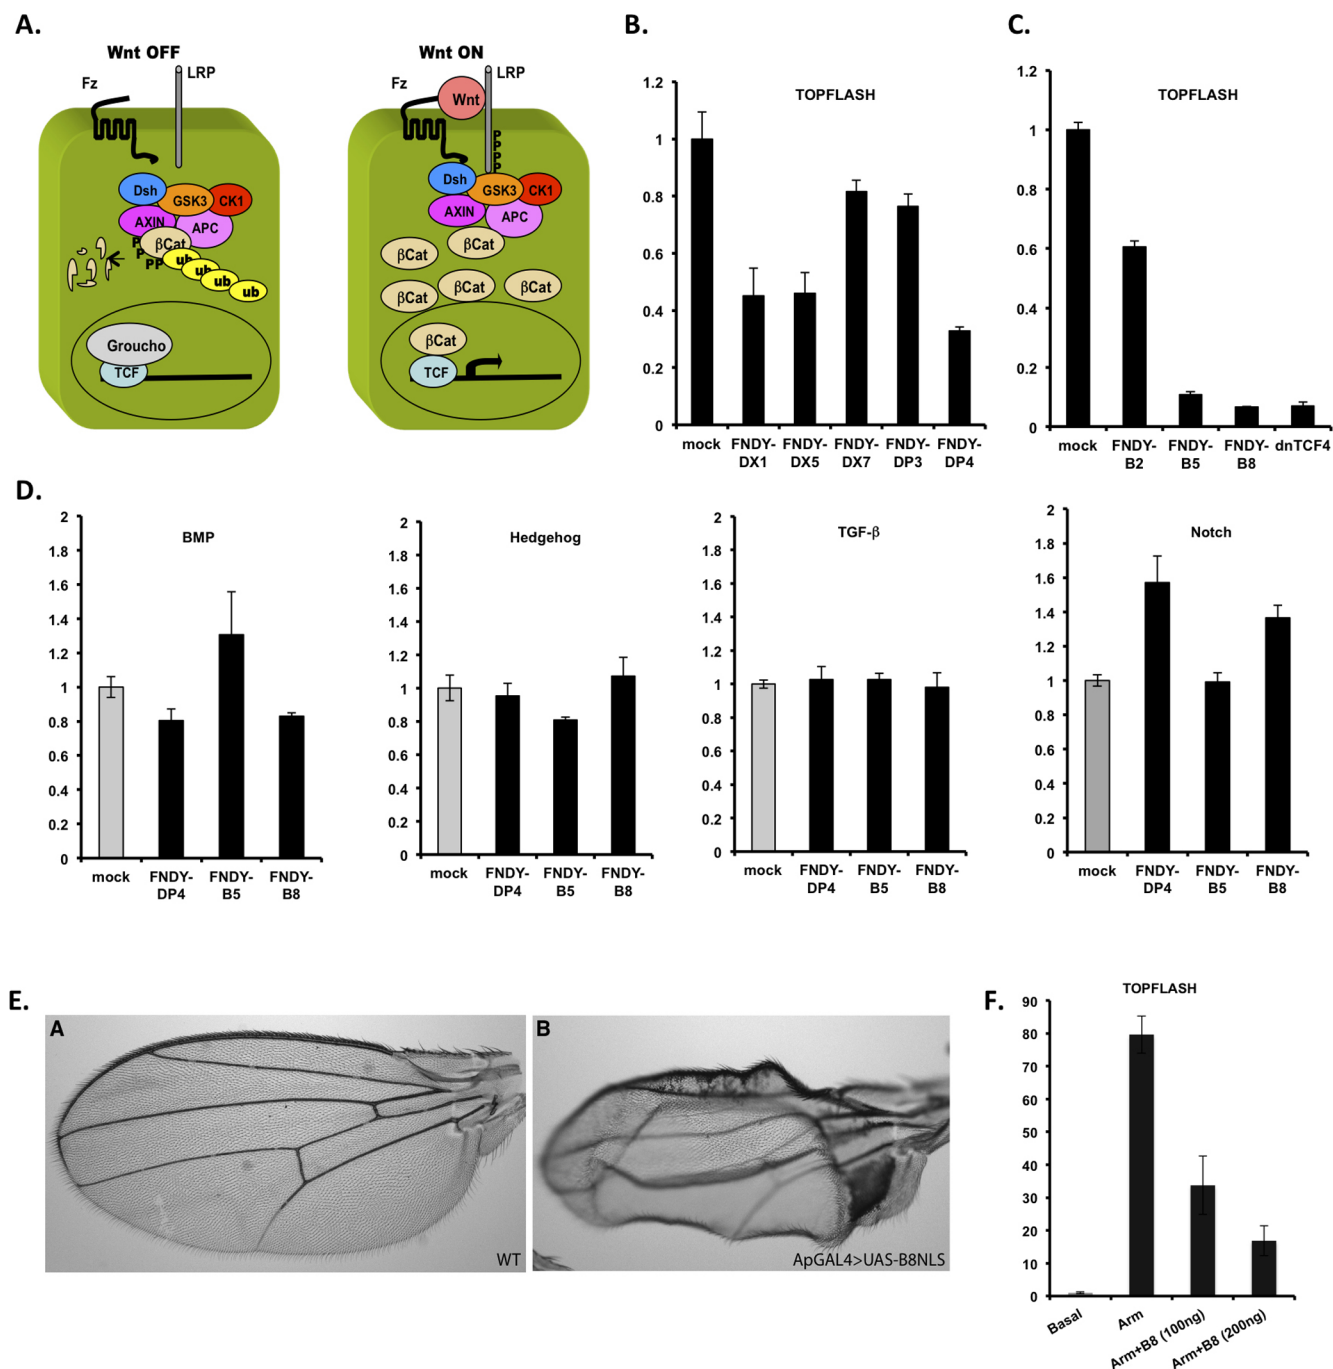 A.
Wnt OFF
Fz
LRP
Dsh
GSK3
CK1
AXIN
APC
P
P
PP
βCat
ub
ub
ub
ub
Groucho
TCF
Wnt ON
Fz
LRP
Wnt
P
P
P
P
Dsh
GSK3
CK1
AXIN
APC
βCat
βCat
βCat
βCat
βCat
βCat
TCF
B.
TOPFLASH
1.2
1
0.8
0.6
0.4
0.2
0
mock
FNDY-DX1
FNDY-DX5
FNDY-DX7
FNDY-DP3
FNDY-DP4
C.
TOPFLASH
1.2
1
0.8
0.6
0.4
0.2
0
mock
FNDY-B2
FNDY-B5
FNDY-B8
dnTCF4
D.
BMP
2
1.8
1.6
1.4
1.2
1
0.8
0.6
0.4
0.2
0
mock
FNDY-DP4
FNDY-B5
FNDY-B8
Hedgehog
2
1.8
1.6
1.4
1.2
1
0.8
0.6
0.4
0.2
0
mock
FNDY-DP4
FNDY-B5
FNDY-B8
TGF-β
2
1.8
1.6
1.4
1.2
1
0.8
0.6
0.4
0.2
0
mock
FNDY-DP4
FNDY-B5
FNDY-B8
Notch
2
1.8
1.6
1.4
1.2
1
0.8
0.6
0.4
0.2
0
mock
FNDY-DP4
FNDY-B5
FNDY-B8
E.
A
WT
B
ApGAL4>UAS-B8NLS
F.
TOPFLASH
90
80
70
60
50
40
30
20
10
0
Basal
Arm
Arm+B8 (100ng)
Arm+B8 (200ng)